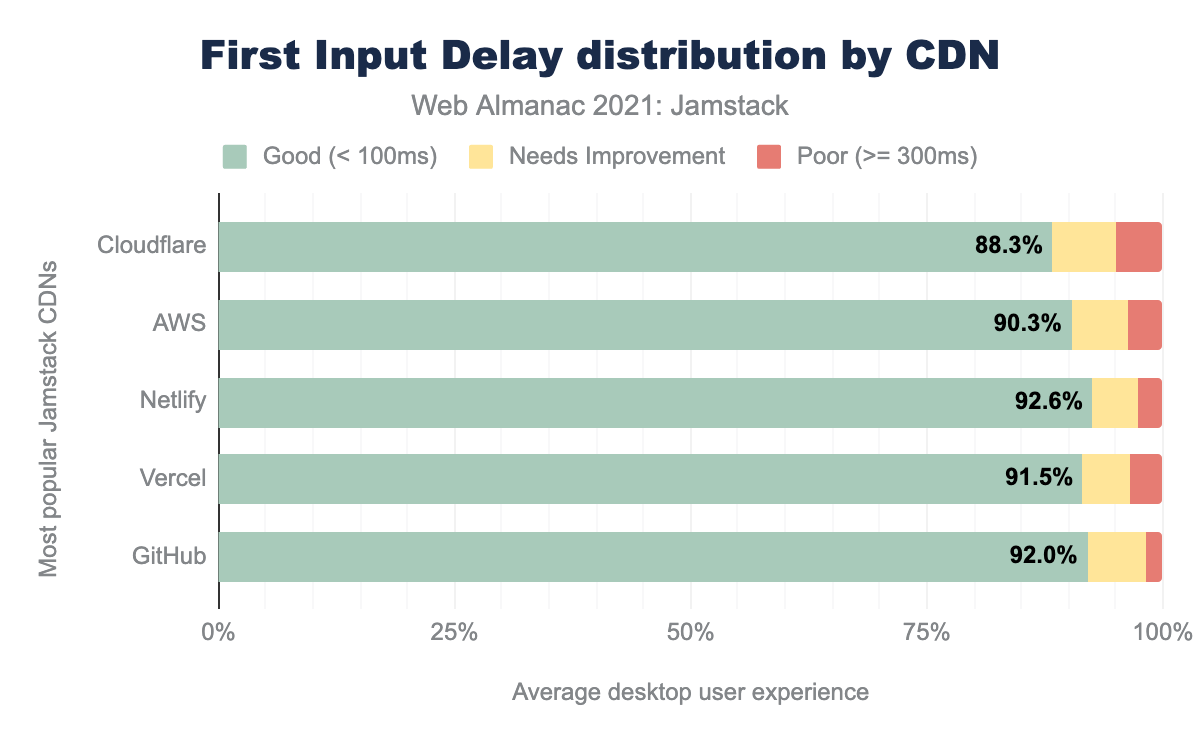 First Input Delay distribution by CDN
Web Almanac 2021: Jamstack
Good (< 100ms) Needs Improvement Poor (>= 300ms)
Most popular Jamstack CDNs
Cloudflare 88.3%
AWS 90.3%
Netlify 92.6%
Vercel 91.5%
GitHub 92.0%
0% 25% 50% 75% 100%
Average desktop user experience